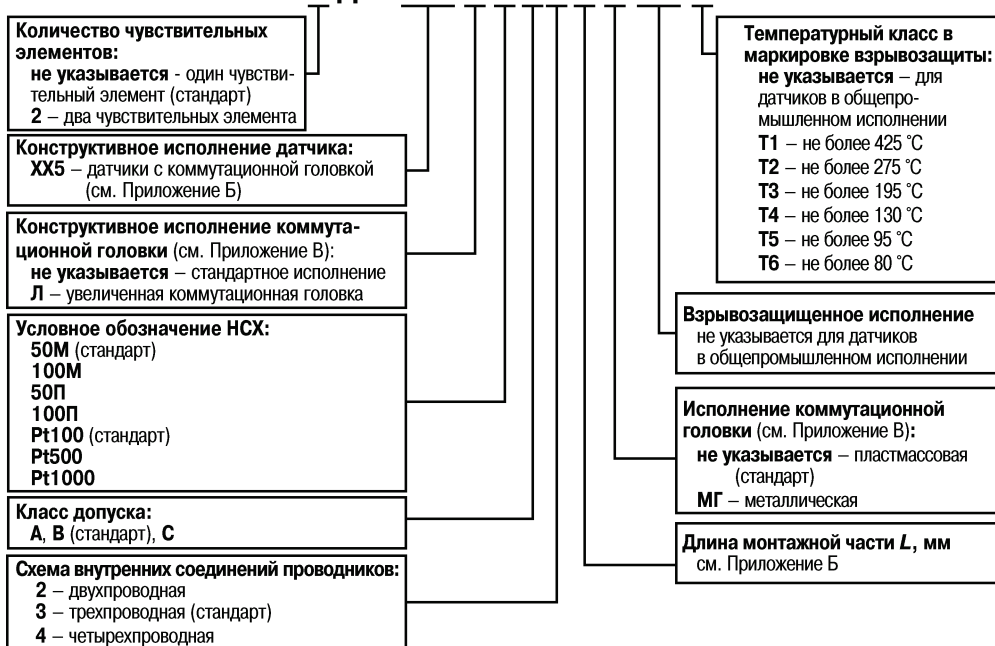 Количество чувствительных
элементов:
не указывается - один чувстви-
тельный элемент (стандарт)
2 – два чувствительных элемента
Конструктивное исполнение датчика:
XX5 – датчики с коммутационной головкой
(см. Приложение Б)
Конструктивное исполнение коммута-
ционной головки (см. Приложение В):
не указывается – стандартное исполнение
Л – увеличенная коммутационная головка
Условное обозначение НСХ:
50М (стандарт)
100М
50П
100П
Pt100 (стандарт)
Pt500
Pt1000
Класс допуска:
А, В (стандарт), С
Схема внутренних соединений проводников:
2 – двухпроводная
3 – трехпроводная (стандарт)
4 – четырехпроводная
Температурный класс в
маркировке взрывозащиты:
не указывается – для
датчиков в общепро-
мышленном исполнении
Т1 – не более 425 °С
Т2 – не более 275 °С
Т3 – не более 195 °С
Т4 – не более 130 °С
Т5 – не более 95 °С
Т6 – не более 80 °С
Взрывозащищенное исполнение
не указывается для датчиков
в общепромышленном исполнении
Исполнение коммутационной
головки (см. Приложение В):
не указывается – пластмассовая
(стандарт)
МГ – металлическая
Длина монтажной части L, мм
см. Приложение Б